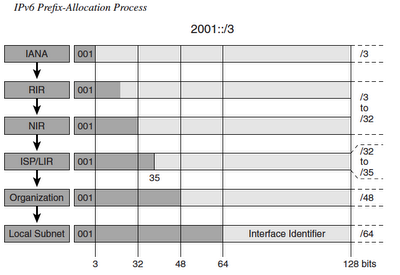 IPv6 Prefix-Allocation Process
2001::/3
IANA 001 /3
RIR 001
/3
to
/32
NIR 001
ISP/LIR 001
/32
to
/35
35
Organization 001 /48
Local Subnet 001 Interface Identifier /64
3 32 48 64 128 bits